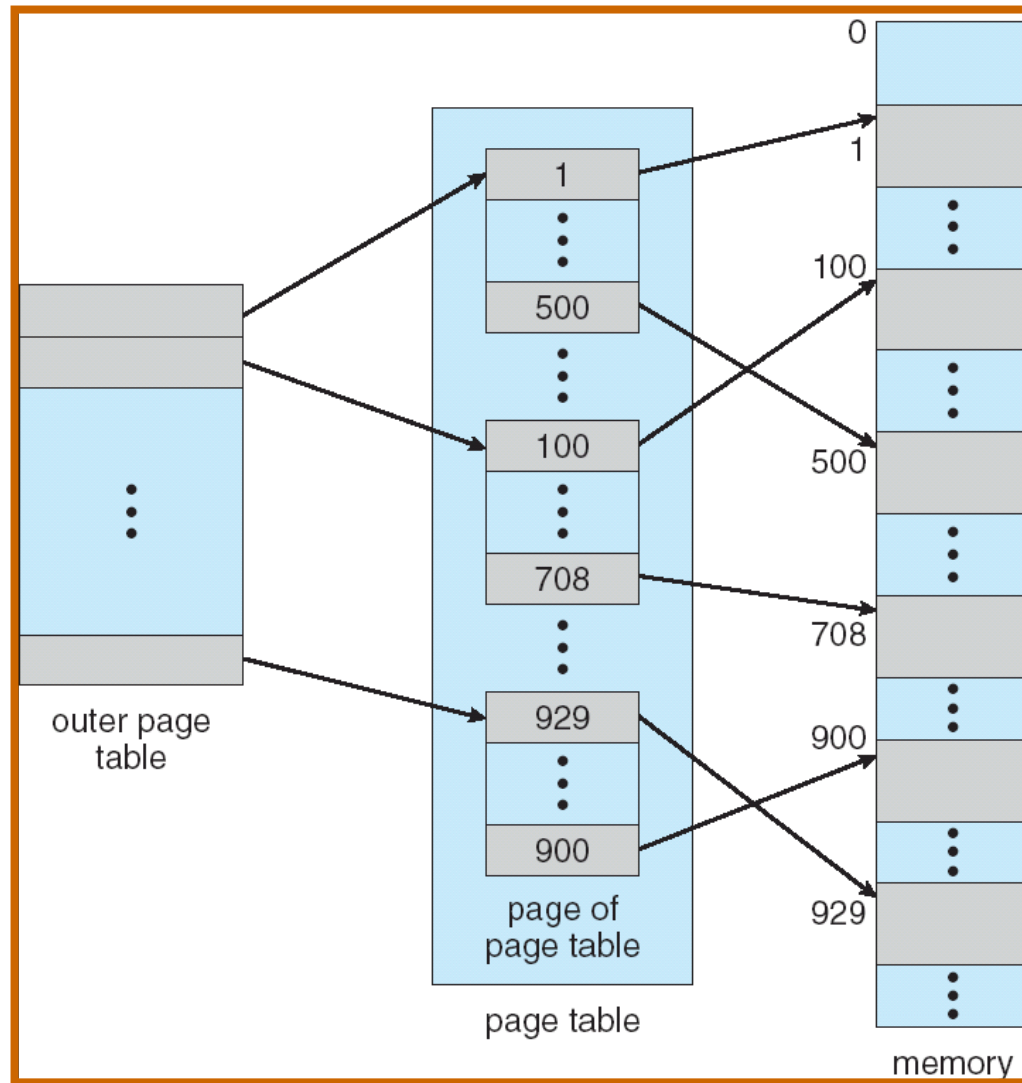 outer page
table
1
500
100
708
929
900
page of
page table
page table
0
1
100
500
708
900
929
memory